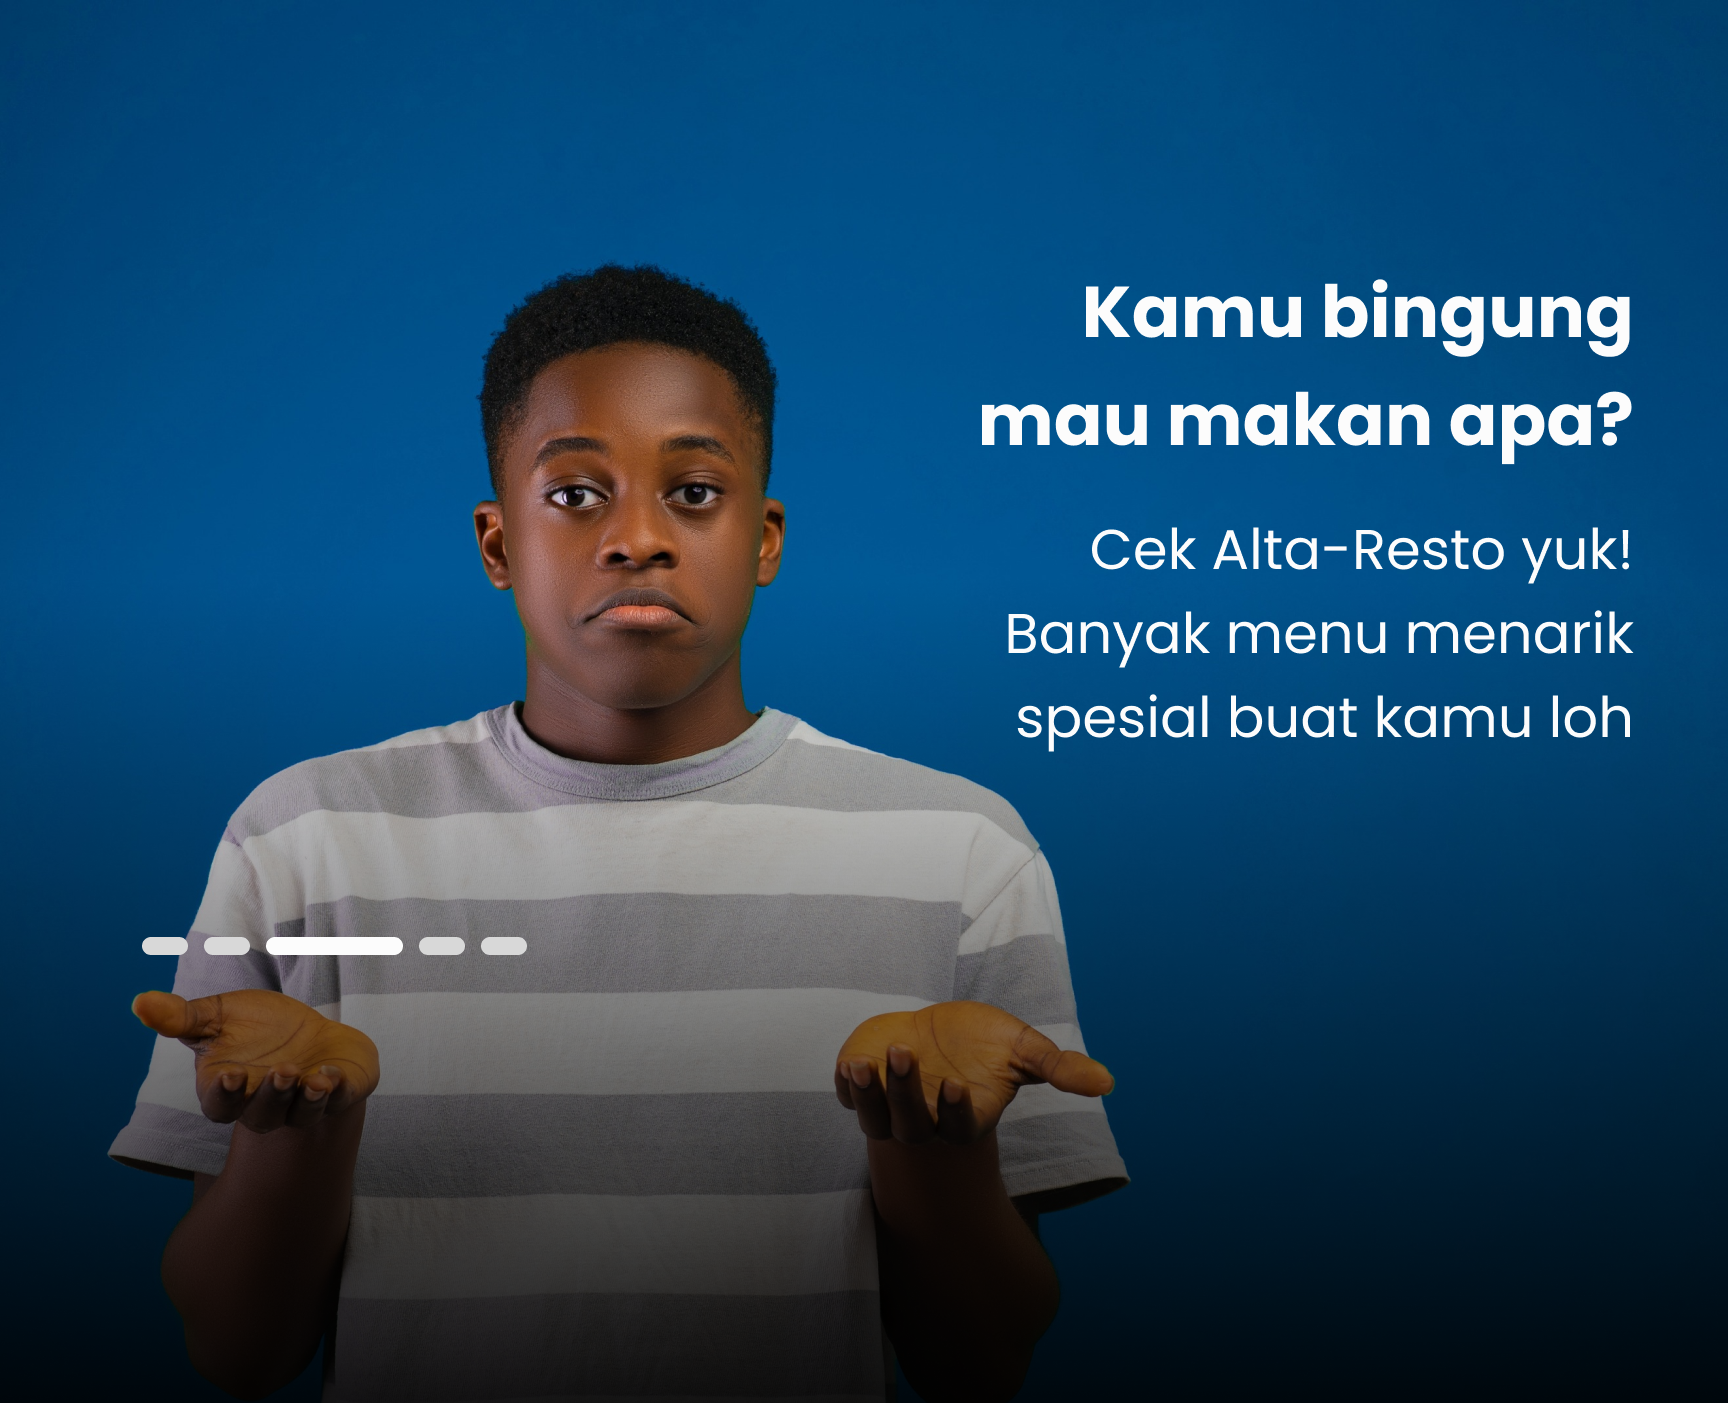 Kamu bingung
mau makan apa?
Cek Alta-Resto yuk!
Banyak menu menarik
spesial buat kamu loh